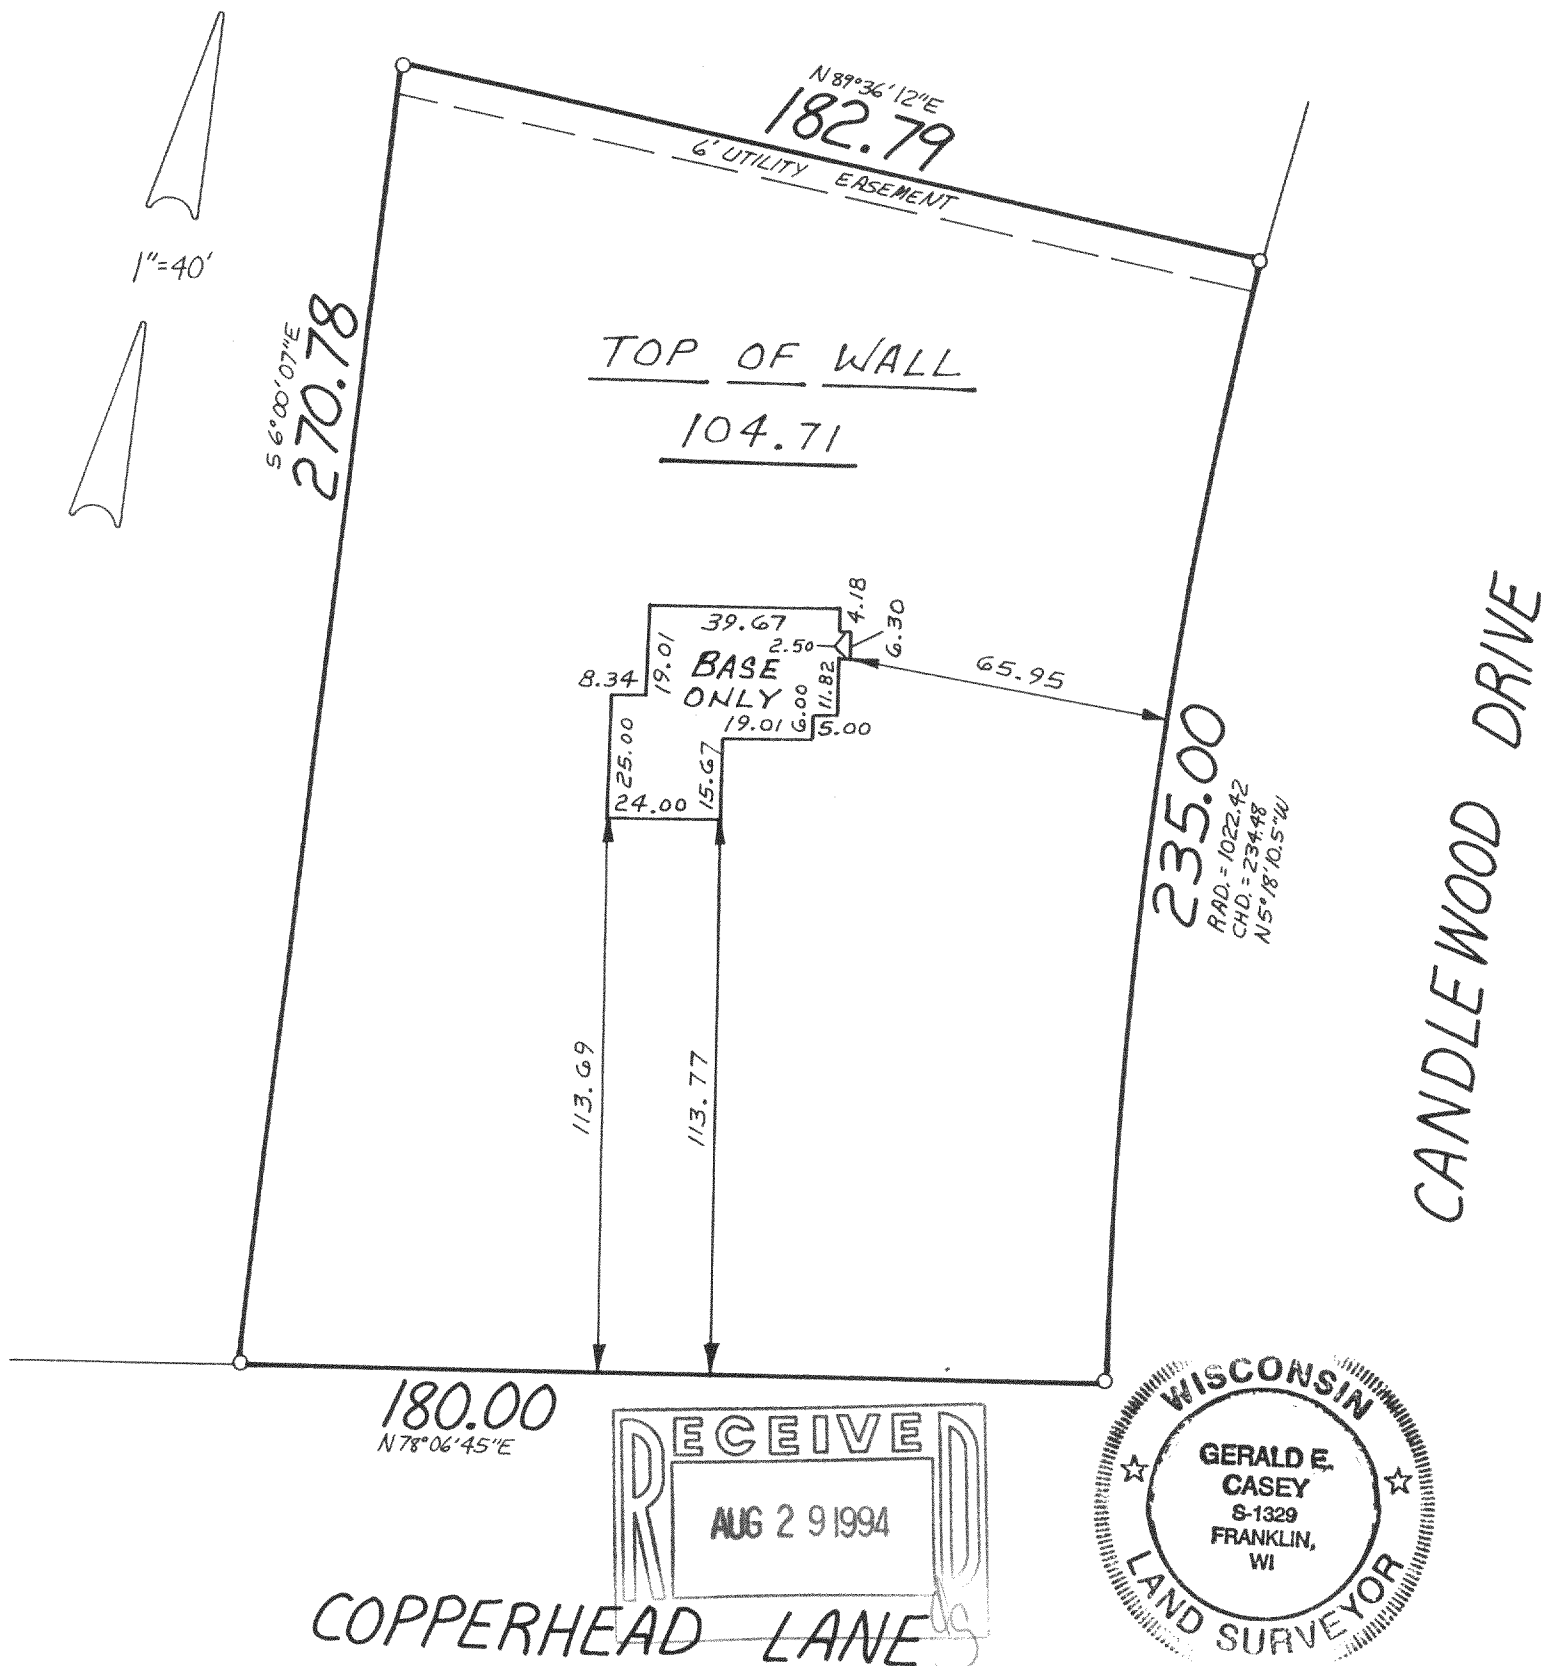 N 89°36'12"E
182.79
6' UTILITY EASEMENT
1"=40'
S 6°00'07"E
270.78
TOP OF WALL
104.71
39.67
4.18
6.30
2.50
19.01
BASE
ONLY
8.34
11.82
6.00
19.01
5.00
25.00
15.67
24.00
65.95
235.00
RAD. = 1022.42
CHD. = 234.48
N 5°18'10.5"W
CANDLEWOOD DRIVE
113.69
113.77
180.00
N 78°06'45"E
RECEIVED
AUG 29 1994
COPPERHEAD LANE
WISCONSIN
GERALD E.
CASEY
S-1329
FRANKLIN,
WI
LAND SURVEYOR